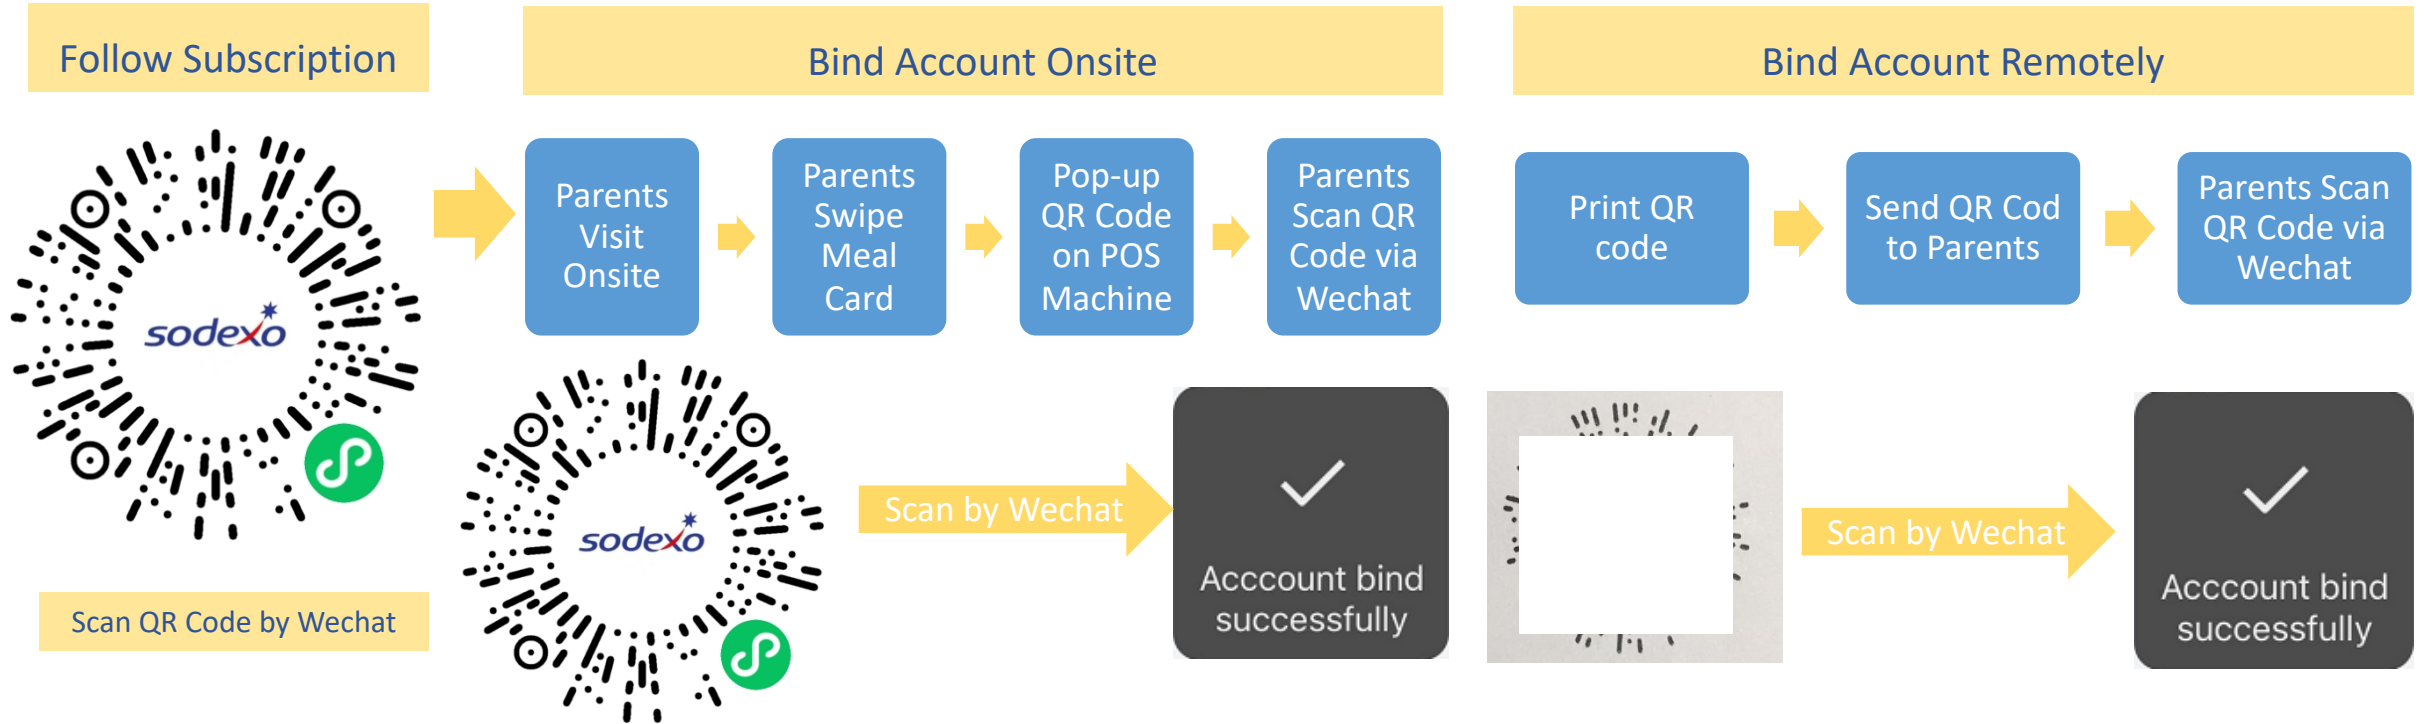 Follow Subscription
Bind Account Onsite
Bind Account Remotely
Parents
Visit
Onsite
Parents
Swipe
Meal
Card
Pop-up
QR Code
on POS
Machine
Parents
Scan QR
Code via
Wechat
Print QR
code
Send QR Cod
to Parents
Parents Scan
QR Code via
Wechat
sodexo
Scan QR Code by Wechat
sodexo
Scan by Wechat
Acccount bind
successfully
Scan by Wechat
Acccount bind
successfully